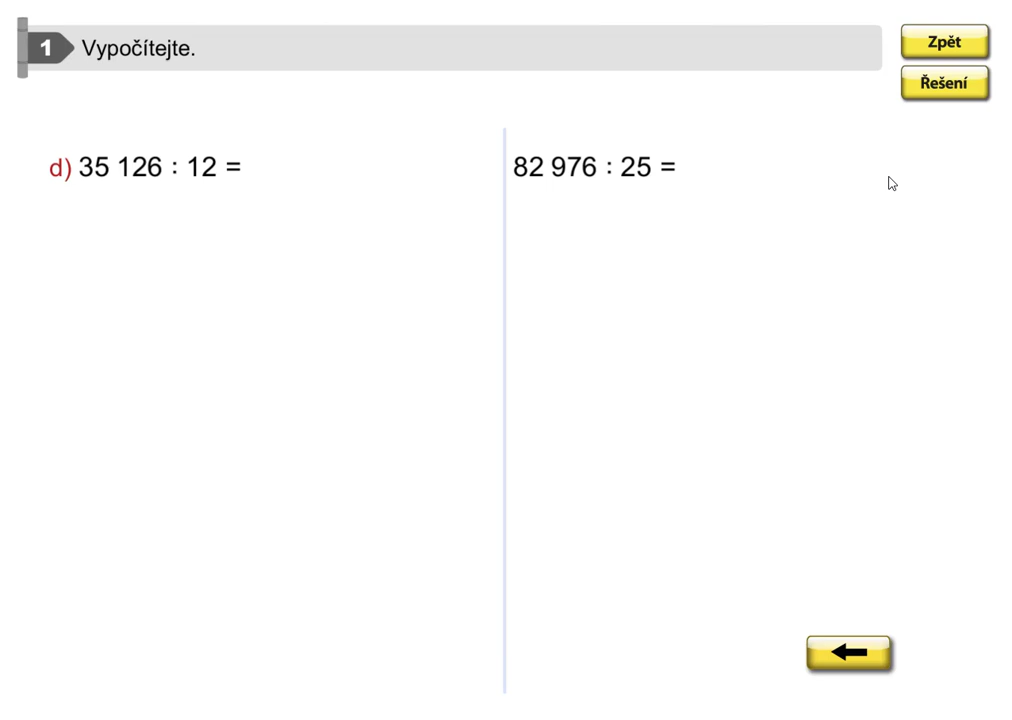 1 Vypočítejte.
Zpět
Řešení
d) 35 126 : 12 =
82 976 : 25 =